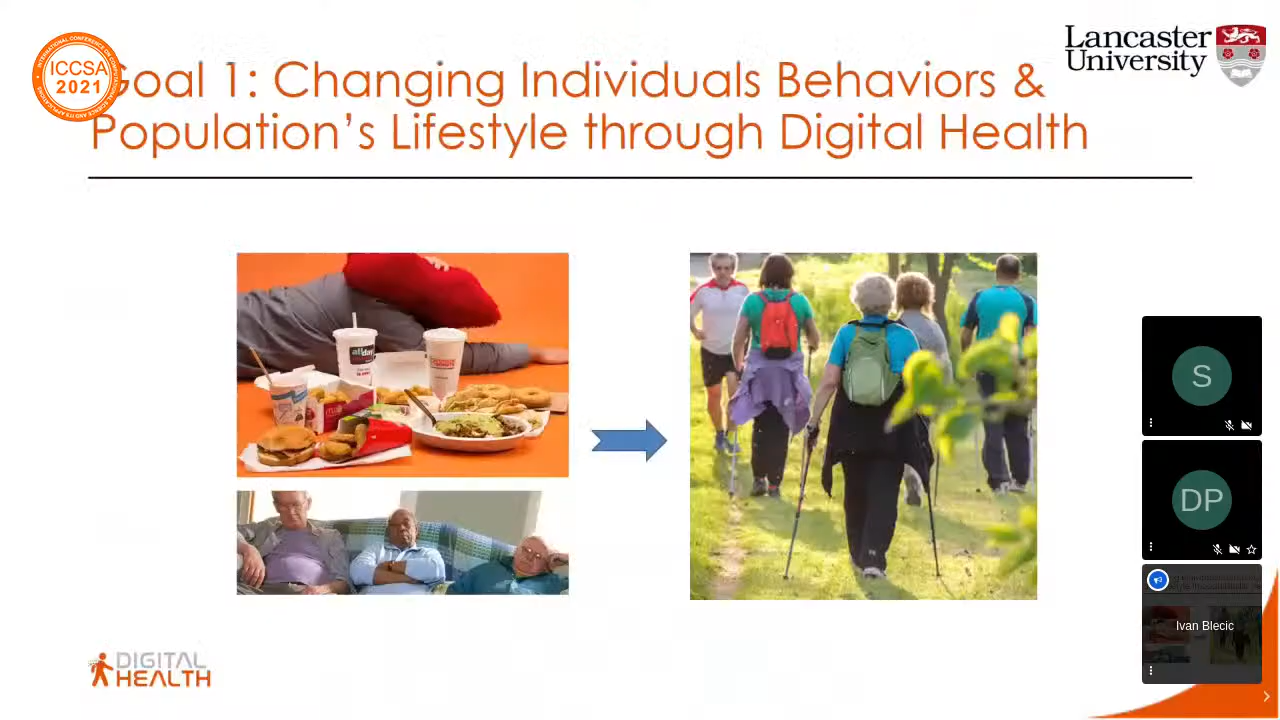 ICCSA
2021
Goal 1: Changing Individuals Behaviors &
Population's Lifestyle through Digital Health
Lancaster
University
S
DP
Ivan Blecic
DIGITAL
HEALTH